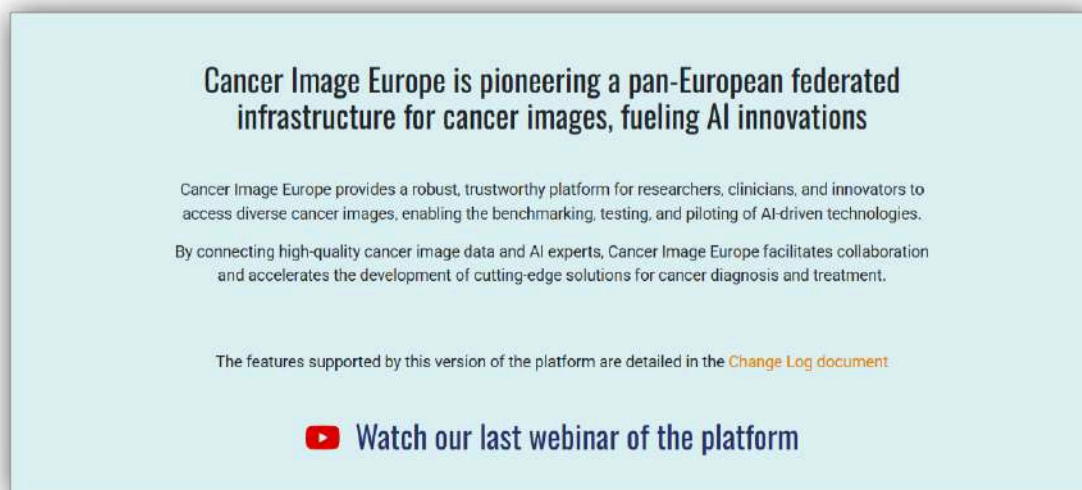 Cancer Image Europe is pioneering a pan-European federated
infrastructure for cancer images, fueling AI innovations
Cancer Image Europe provides a robust, trustworthy platform for researchers, clinicians, and innovators to
access diverse cancer images, enabling the benchmarking, testing, and piloting of AI-driven technologies.
By connecting high-quality cancer image data and AI experts, Cancer Image Europe facilitates collaboration
and accelerates the development of cutting-edge solutions for cancer diagnosis and treatment.
The features supported by this version of the platform are detailed in the Change Log document
Watch our last webinar of the platform